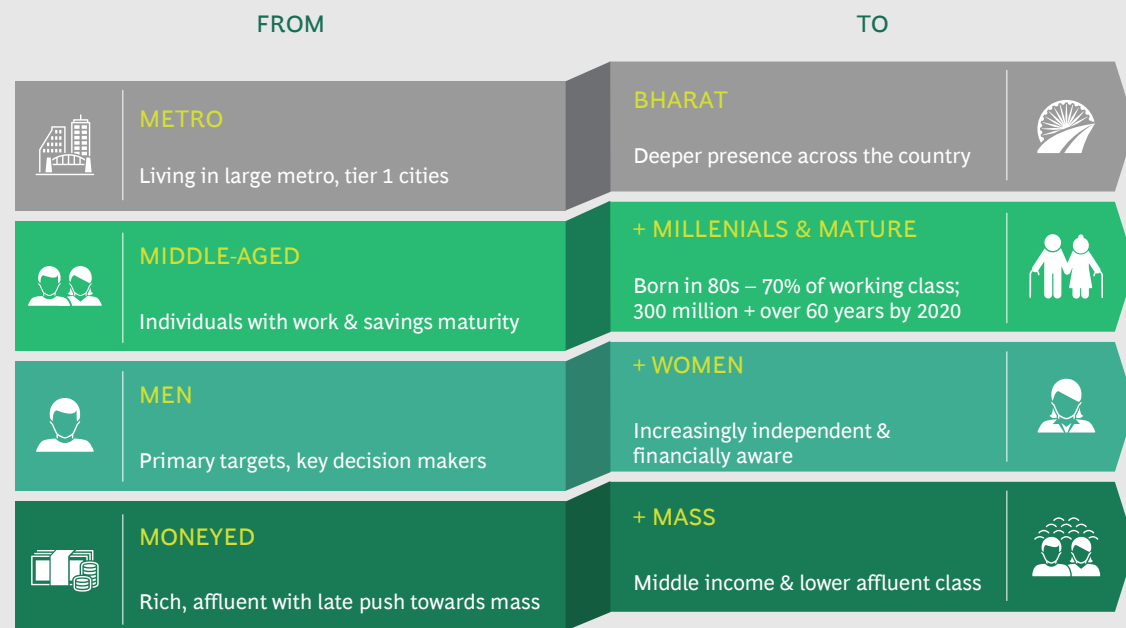 FROM
TO
METRO
Living in large metro, tier 1 cities
BHARAT
Deeper presence across the country
MIDDLE-AGED
Individuals with work & savings maturity
+ MILLENIALS & MATURE
Born in 80s – 70% of working class;
300 million + over 60 years by 2020
MEN
Primary targets, key decision makers
+ WOMEN
Increasingly independent &
financially aware
MONEYED
Rich, affluent with late push towards mass
+ MASS
Middle income & lower affluent class